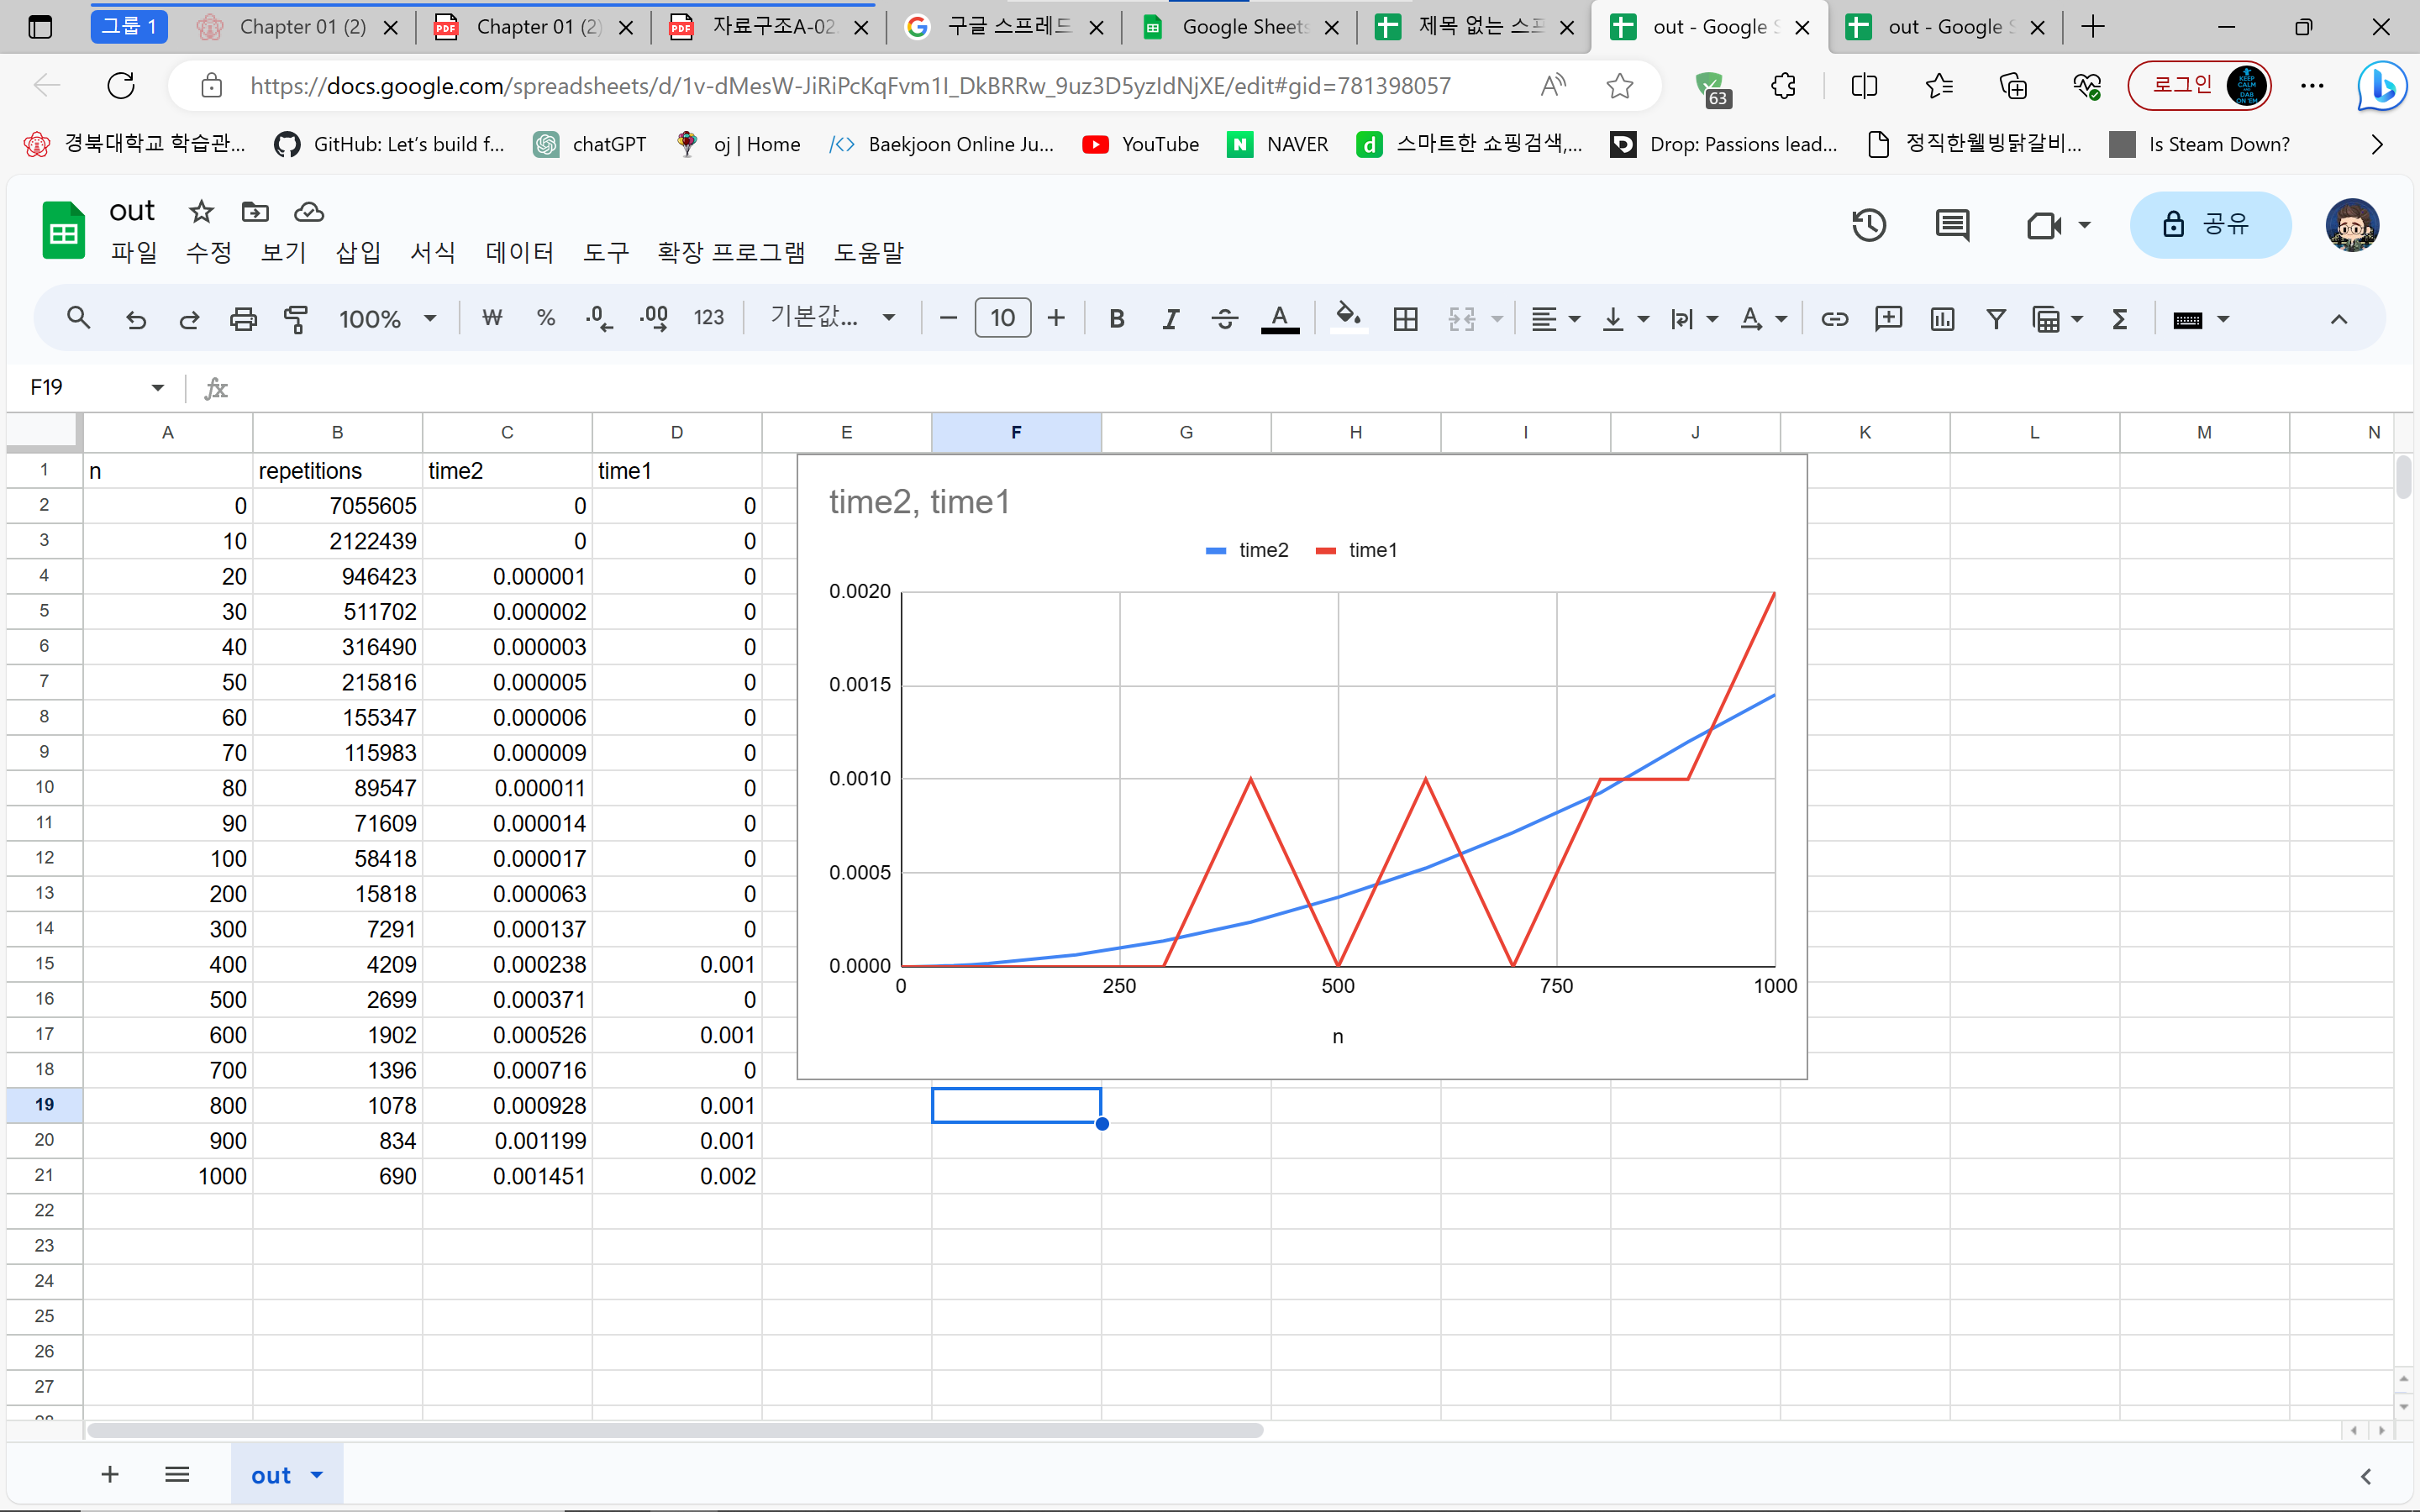 그룹 1 Chapter 01 (2) Chapter 01 (2) 자료구조A-02 구글 스프레드 Google Sheets 제목 없는 스프 out - Google S out - Google S
https://docs.google.com/spreadsheets/d/1v-dMesW-JiRiPcKqFvm1I_DkBRRw_9uz3D5yzIdNjXE/edit#gid=781398057 63 로그인
경북대학교 학습관... GitHub: Let's build f... chatGPT oj | Home Baekjoon Online Ju... YouTube NAVER 스마트한 쇼핑검색,... Drop: Passions lead... 정직한웰빙닭갈비... Is Steam Down?
out
파일 수정 보기 삽입 서식 데이터 도구 확장 프로그램 도움말 공유
100% ₩ % .0 .00 123 기본값... 10 B I A
F19 fx
A B C D E F G H I J K L M N
1 n repetitions time2 time1
2 0 7055605 0 0
3 10 2122439 0 0
4 20 946423 0.000001 0
5 30 511702 0.000002 0
6 40 316490 0.000003 0
7 50 215816 0.000005 0
8 60 155347 0.000006 0
9 70 115983 0.000009 0
10 80 89547 0.000011 0
11 90 71609 0.000014 0
12 100 58418 0.000017 0
13 200 15818 0.000063 0
14 300 7291 0.000137 0
15 400 4209 0.000238 0.001
16 500 2699 0.000371 0
17 600 1902 0.000526 0.001
18 700 1396 0.000716 0
19 800 1078 0.000928 0.001
20 900 834 0.001199 0.001
21 1000 690 0.001451 0.002
22
23
24
25
26
27
time2, time1
time2 time1
0.0020
0.0015
0.0010
0.0005
0.0000
0 250 500 750 1000
n
out